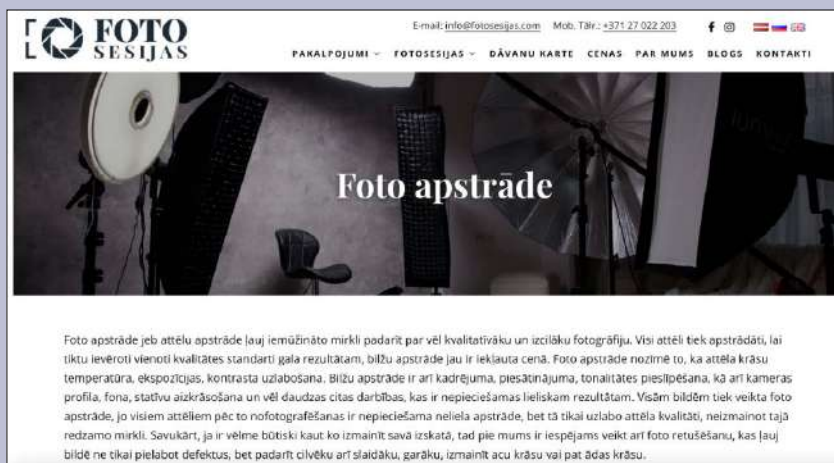 FOTO
SESIJAS
E-mail: info@fotosesijas.com Mob. Tālr.: +371 27 022 203
PAKALPOJUMI FOTOSESIJAS DĀVANU KARTE CENAS PAR MUMS BLOGS KONTAKTI
Foto apstrāde
Foto apstrāde jeb attēlu apstrāde ļauj iemūžināto mirkli padarīt par vēl kvalitatīvāku un izcilāku fotogrāfiju. Visi attēli tiek apstrādāti, lai
tiktu ievēroti vienoti kvalitātes standarti gala rezultātam, bilžu apstrāde jau ir iekļauta cenā. Foto apstrāde nozīmē to, ka attēla krāsu
temperatūra, ekspozīcijas, kontrasta uzlabošana. Bilžu apstrāde ir arī kadrējuma, piesātinājuma, tonalitātes pieslīpēšana, kā arī kameras
profila, fona, statīvu aizkrāsošana un vēl daudzas citas darbības, kas ir nepieciešamas lieliskam rezultātam. Visām bildēm tiek veikta foto
apstrāde, jo visiem attēliem pēc to nofotografēšanas ir nepieciešama neliela apstrāde, bet tā tikai uzlabo attēla kvalitāti, neizmainot tajā
redzamo mirkli. Savukārt, ja ir vēlme būtiski kaut ko izmainīt savā izskatā, tad pie mums ir iespējams veikt arī foto retušēšanu, kas ļauj
bildē ne tikai pielabot defektus, bet padarīt cilvēku arī slaidāku, garāku, izmainīt acu krāsu vai pat ādas krāsu.